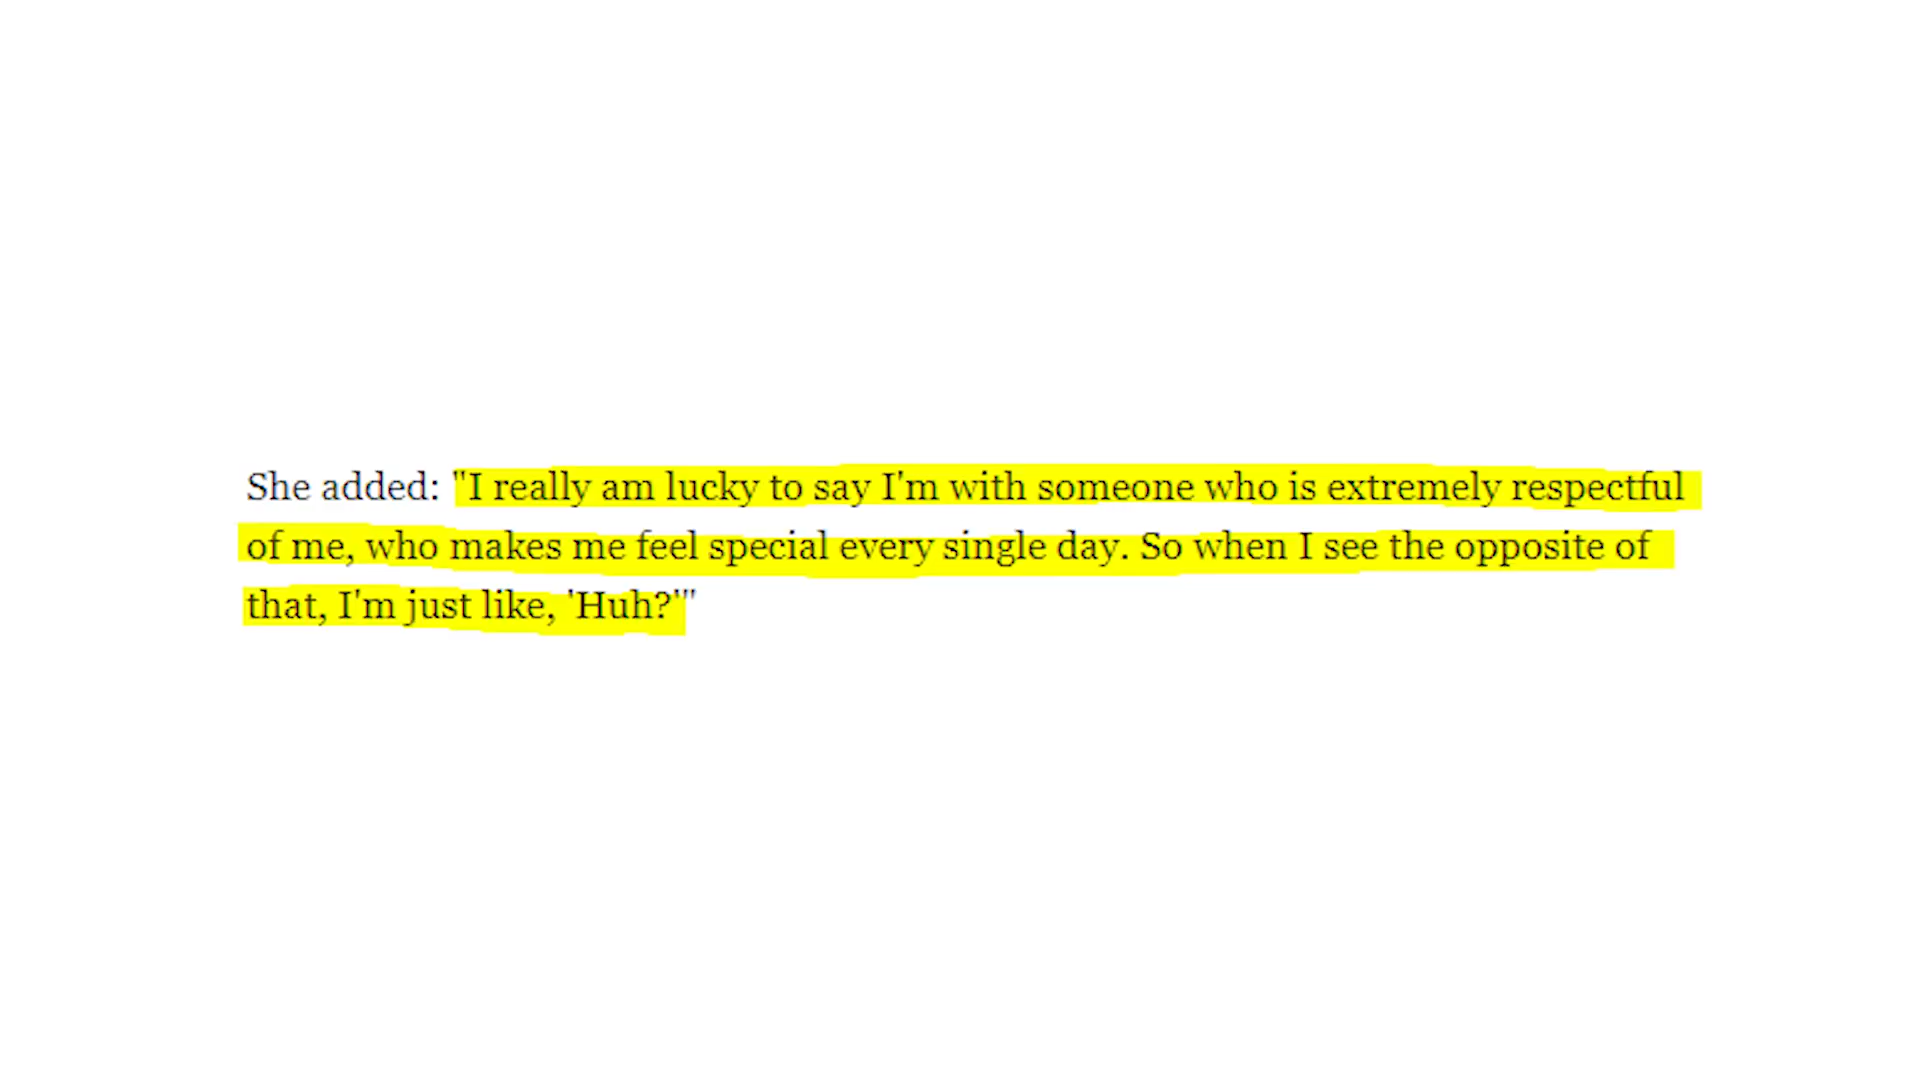 She added: "I really am lucky to say I'm with someone who is extremely respectful
of me, who makes me feel special every single day. So when I see the opposite of
that, I'm just like, 'Huh?'"